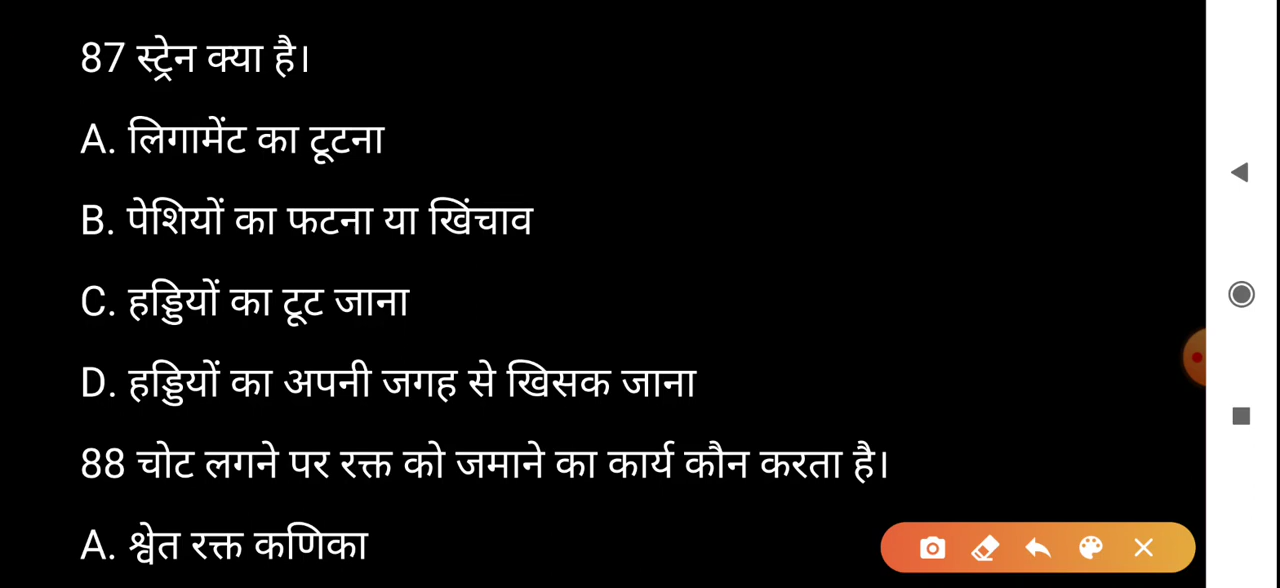 87 स्ट्रेन क्या है।
A. लिगामेंट का टूटना
B. पेशियों का फटना या खिंचाव
C. हड्डियों का टूट जाना
D. हड्डियों का अपनी जगह से खिसक जाना
88 चोट लगने पर रक्त को जमाने का कार्य कौन करता है।
A. श्वेत रक्त कणिका